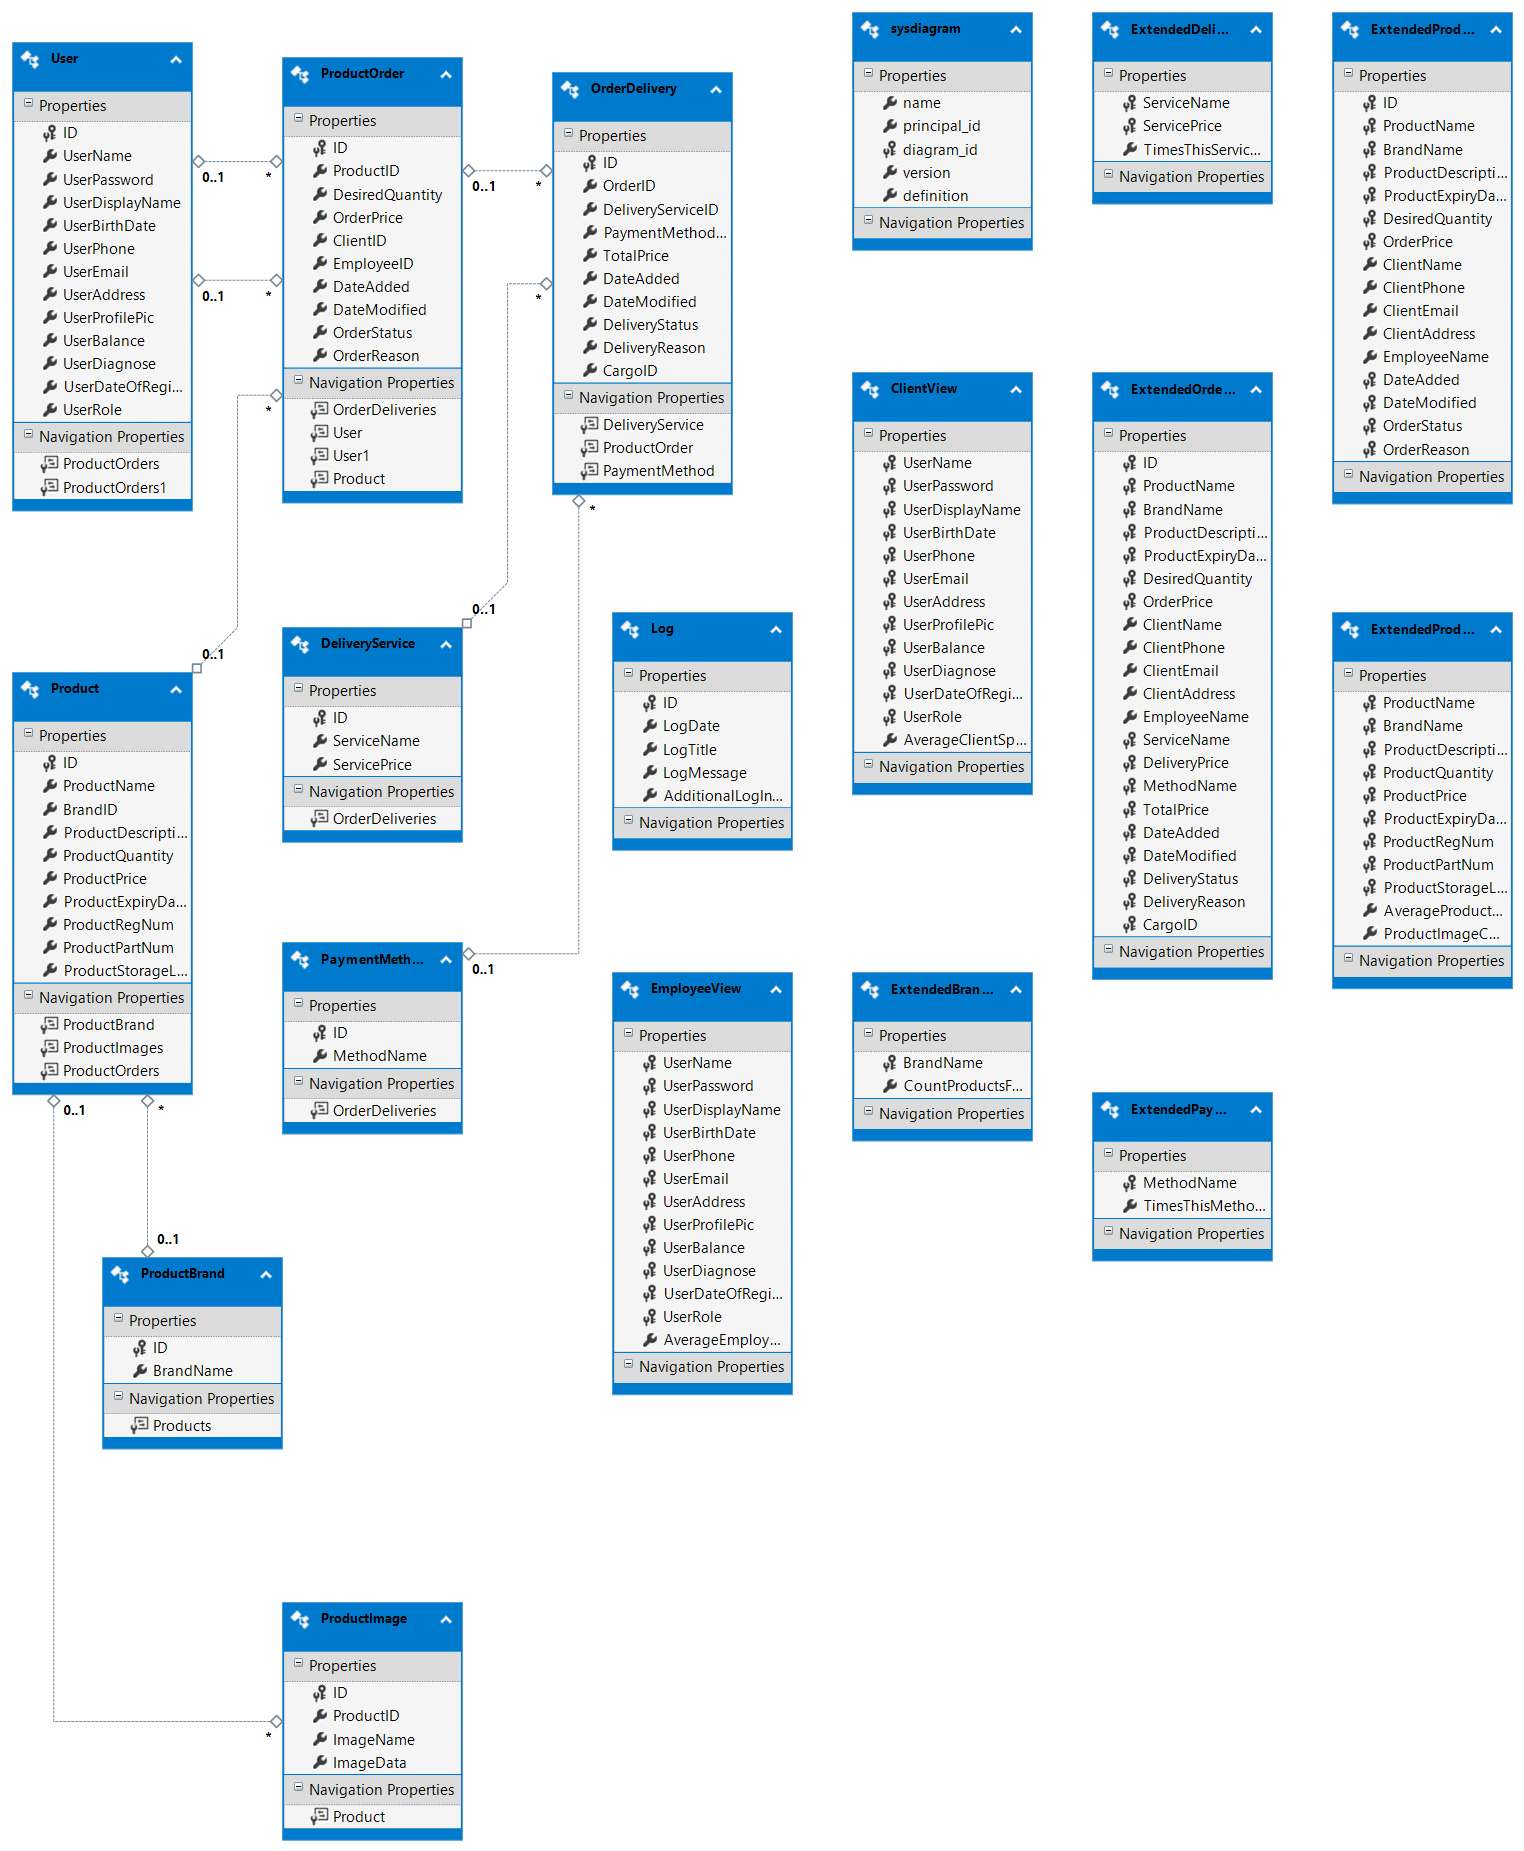 User
Properties
ID
UserName
UserPassword
UserDisplayName
UserBirthDate
UserPhone
UserEmail
UserAddress
UserProfilePic
UserBalance
UserDiagnose
UserDateOfRegi...
UserRole
Navigation Properties
ProductOrders
ProductOrders1
0..1
*
0..1
*
ProductOrder
Properties
ID
ProductID
DesiredQuantity
OrderPrice
ClientID
EmployeeID
DateAdded
DateModified
OrderStatus
OrderReason
Navigation Properties
OrderDeliveries
User
User1
Product
*
0..1
0..1
*
*
0..1
OrderDelivery
Properties
ID
OrderID
DeliveryServiceID
PaymentMethod...
TotalPrice
DateAdded
DateModified
DeliveryStatus
DeliveryReason
CargoID
Navigation Properties
DeliveryService
ProductOrder
PaymentMethod
*
0..1
Product
Properties
ID
ProductName
BrandID
ProductDescripti...
ProductQuantity
ProductPrice
ProductExpiryDa...
ProductRegNum
ProductPartNum
ProductStorageL...
Navigation Properties
ProductBrand
ProductImages
ProductOrders
0..1
*
0..1
*
DeliveryService
Properties
ID
ServiceName
ServicePrice
Navigation Properties
OrderDeliveries
PaymentMeth...
Properties
ID
MethodName
Navigation Properties
OrderDeliveries
ProductBrand
Properties
ID
BrandName
Navigation Properties
Products
ProductImage
Properties
ID
ProductID
ImageName
ImageData
Navigation Properties
Product
Log
Properties
ID
LogDate
LogTitle
LogMessage
AdditionalLogIn...
Navigation Properties
EmployeeView
Properties
UserName
UserPassword
UserDisplayName
UserBirthDate
UserPhone
UserEmail
UserAddress
UserProfilePic
UserBalance
UserDiagnose
UserDateOfRegi...
UserRole
AverageEmploy...
Navigation Properties
sysdiagram
Properties
name
principal_id
diagram_id
version
definition
Navigation Properties
ClientView
Properties
UserName
UserPassword
UserDisplayName
UserBirthDate
UserPhone
UserEmail
UserAddress
UserProfilePic
UserBalance
UserDiagnose
UserDateOfRegi...
UserRole
AverageClientSp...
Navigation Properties
ExtendedBran...
Properties
BrandName
CountProductsF...
Navigation Properties
ExtendedDeli...
Properties
ServiceName
ServicePrice
TimesThisServic...
Navigation Properties
ExtendedOrde...
Properties
ID
ProductName
BrandName
ProductDescripti...
ProductExpiryDa...
DesiredQuantity
OrderPrice
ClientName
ClientPhone
ClientEmail
ClientAddress
EmployeeName
ServiceName
DeliveryPrice
MethodName
TotalPrice
DateAdded
DateModified
DeliveryStatus
DeliveryReason
CargoID
Navigation Properties
ExtendedPay...
Properties
MethodName
TimesThisMetho...
Navigation Properties
ExtendedProd...
Properties
ID
ProductName
BrandName
ProductDescripti...
ProductExpiryDa...
DesiredQuantity
OrderPrice
ClientName
ClientPhone
ClientEmail
ClientAddress
EmployeeName
DateAdded
DateModified
OrderStatus
OrderReason
Navigation Properties
ExtendedProd...
Properties
ProductName
BrandName
ProductDescripti...
ProductQuantity
ProductPrice
ProductExpiryDa...
ProductRegNum
ProductPartNum
ProductStorageL...
AverageProduct...
ProductImageC...
Navigation Properties